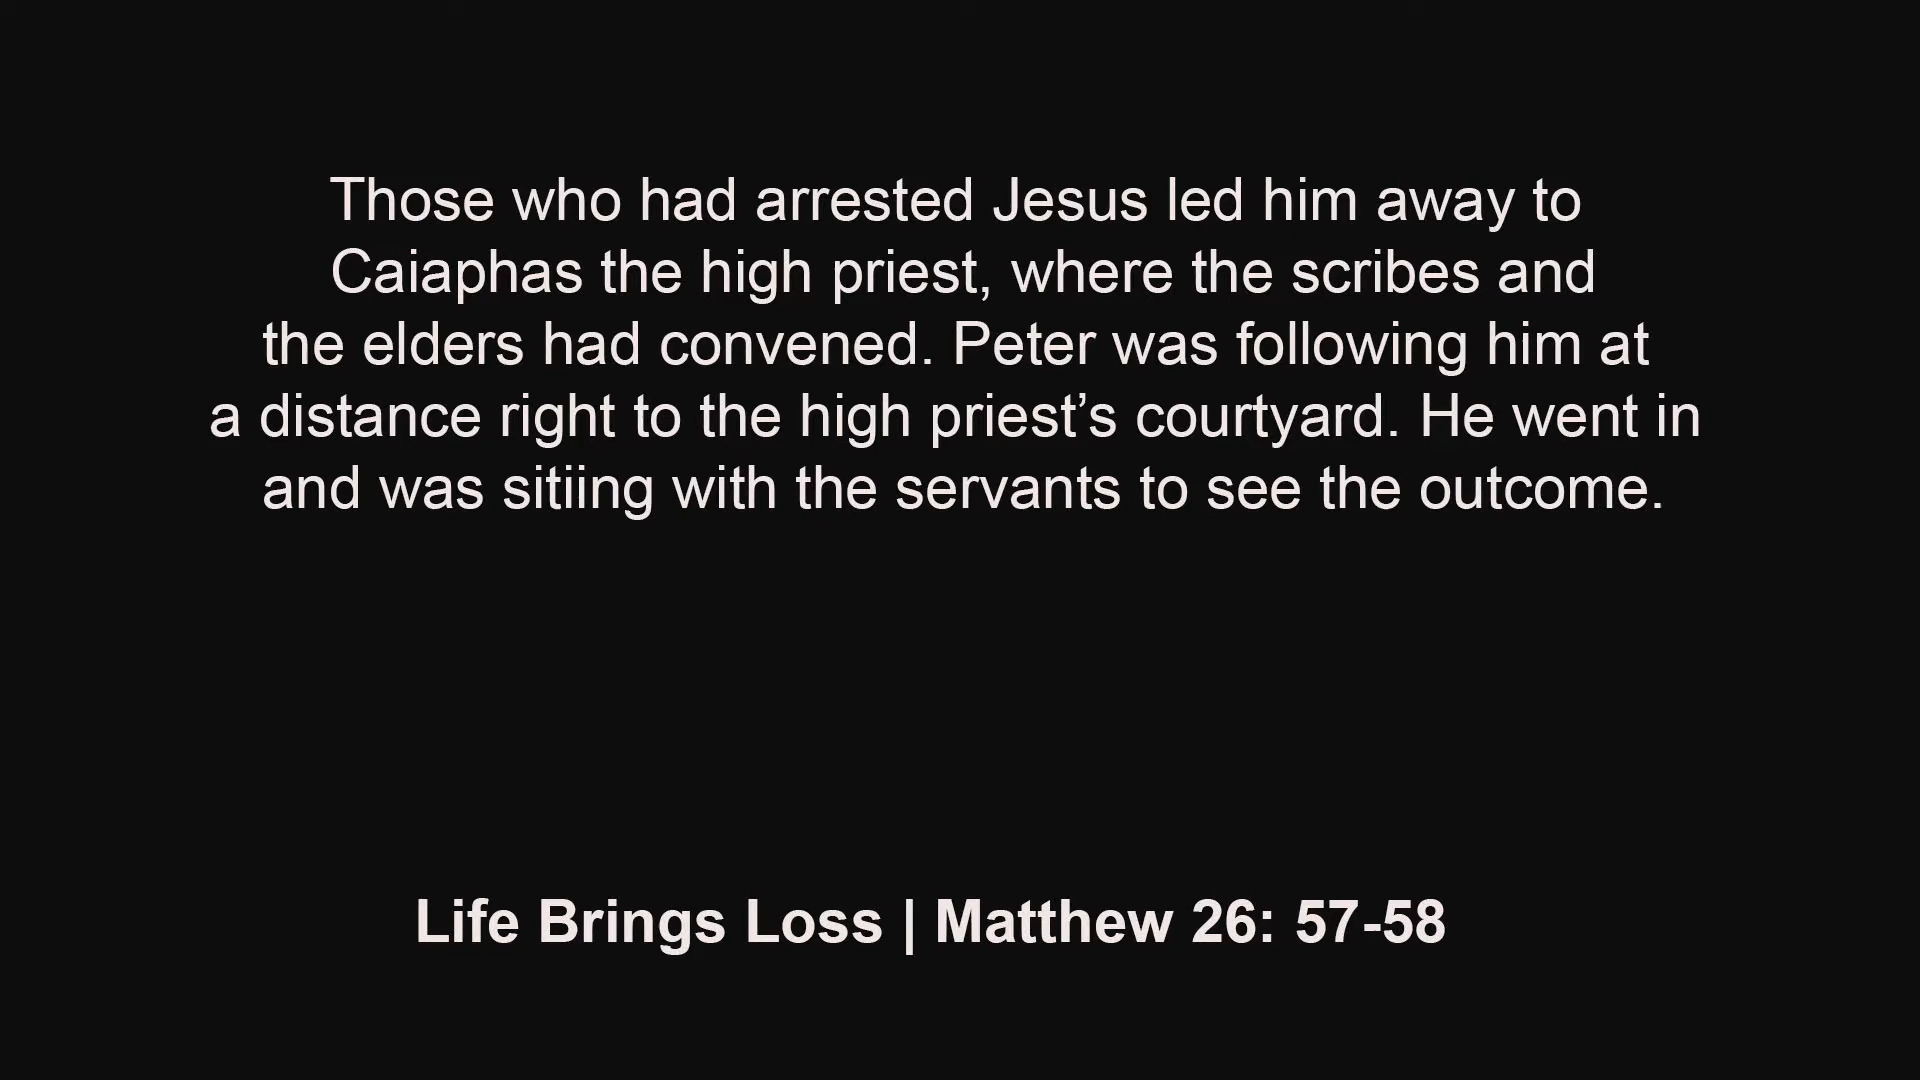 Those who had arrested Jesus led him away to
Caiaphas the high priest, where the scribes and
the elders had convened. Peter was following him at
a distance right to the high priest’s courtyard. He went in
and was sitiing with the servants to see the outcome.
Life Brings Loss | Matthew 26: 57-58